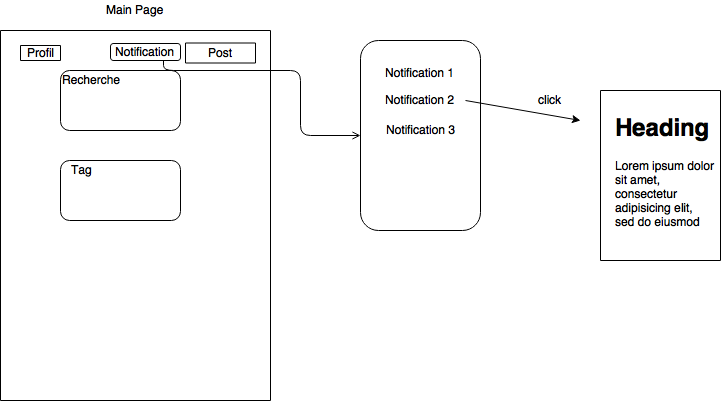 Main Page
Profil
Notification
Post
Recherche
Tag
Notification 1
Notification 2
Notification 3
click
Heading
Lorem ipsum dolor
sit amet,
consectetur
adipisicing elit,
sed do eiusmod